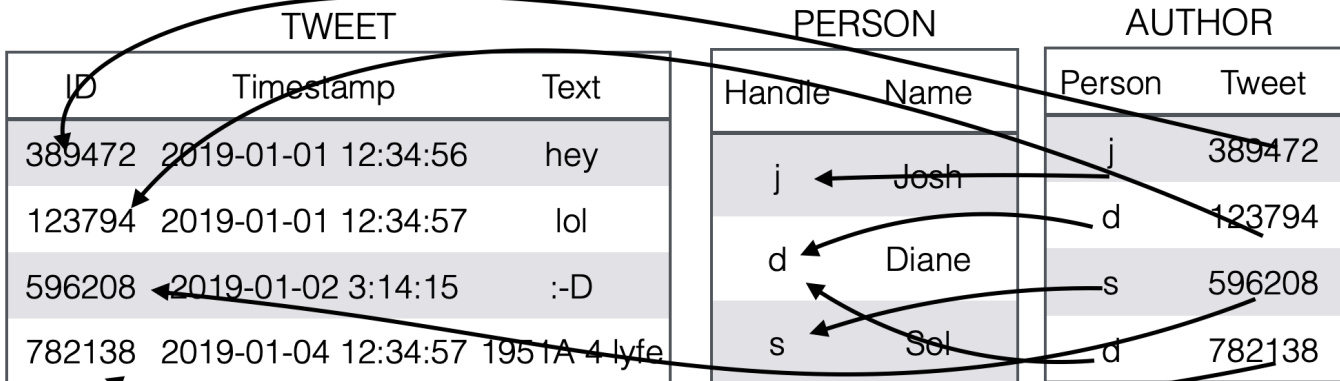 TWEET
ID Timestamp Text
389472 2019-01-01 12:34:56 hey
123794 2019-01-01 12:34:57 lol
596208 2019-01-02 3:14:15 :-D
782138 2019-01-04 12:34:57 1951A 4 lyfe
PERSON
Handle Name
j Josh
d Diane
s Sol
AUTHOR
Person Tweet
j 389472
d 123794
s 596208
d 782138